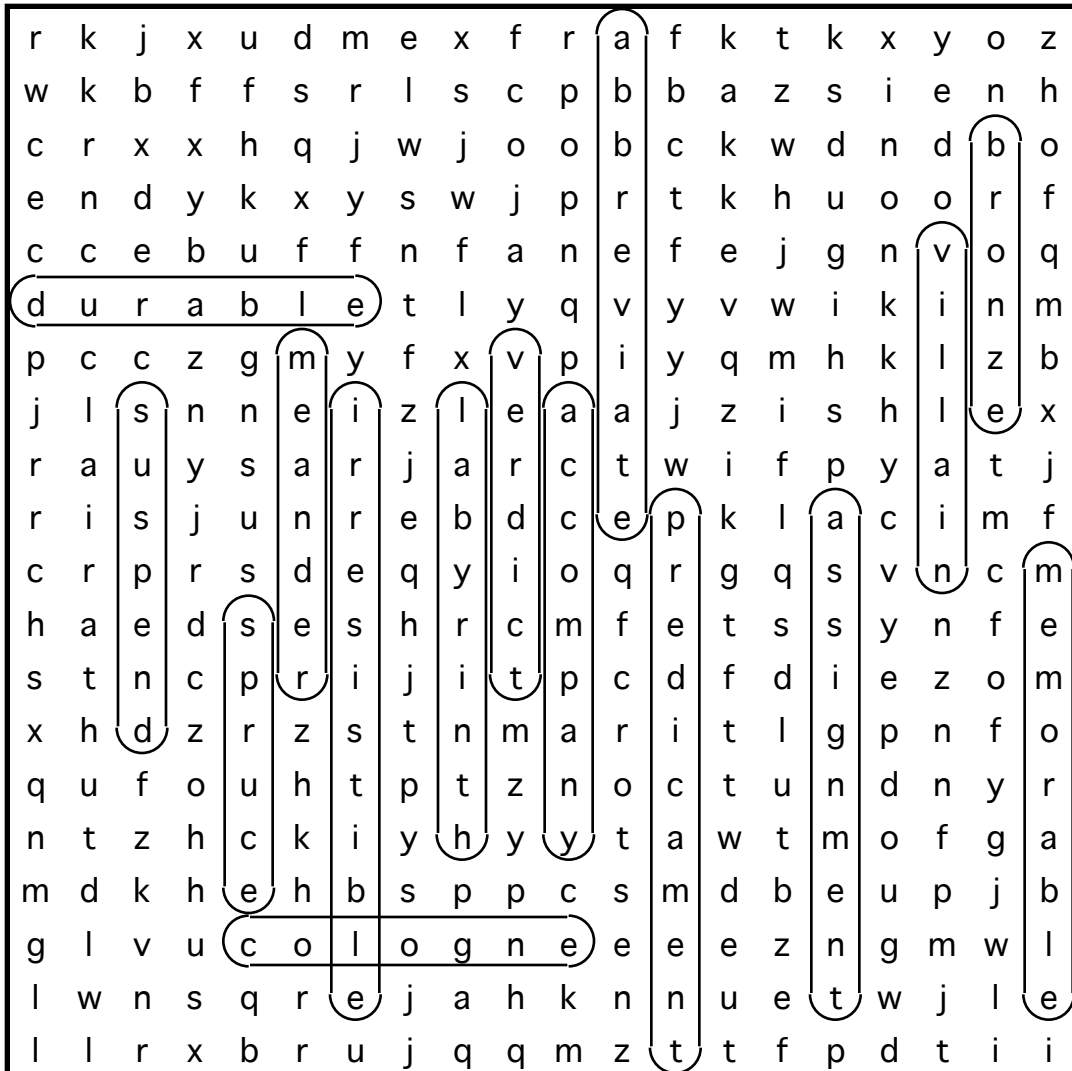 r k j x u d m e x f r a f k t k x y o z
w k b f f s r l s c p b b a z s i e n h
c r x x h q j w j o o b c k w d n d b o
e n d y k x y s w j p r t k h u o o r f
c c e b u f f n f a n e f e j g n v o q
d u r a b l e t l y q v y v w i k i n m
p c c z g m y f x v p i y q m h k l z b
j l s n n e i z l e a a j z i s h l e x
r a u y s a r j a r c t w i f p y a t j
r i s j u n r e b d c e p k l a c i m f
c r p r s d e q y i o q r g q s v n c m
h a e d s e s h r c m f e t s s y n f e
s t n c p r i j i t p c d f d i e z o m
x h d z r z s t n m a r i t l g p n f o
q u f o u h t p t z n o c t u n d n y r
n t z h c k i y h y y t a w t m o f g a
m d k h e h b s p p c s m d b e u p j b
g l v u c o l o g n e e e e z n g m w l
l w n s q r e j a h k n n u e t w j l e
l l r x b r u j q q m z t t f p d t i i